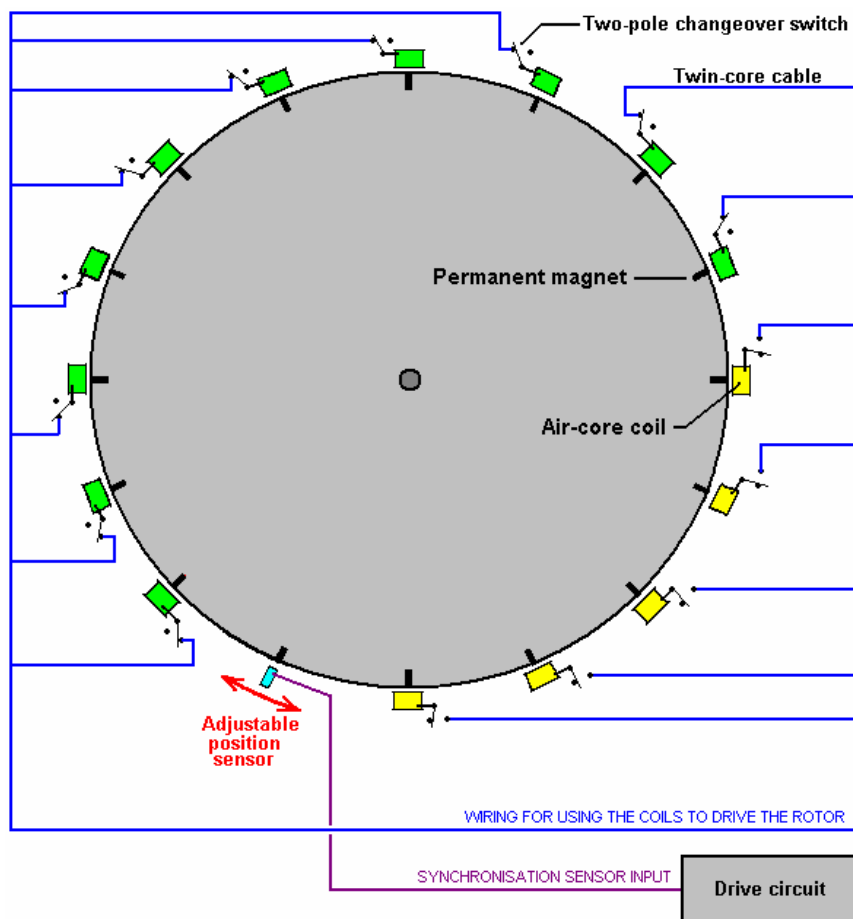 Two-pole changeover switch
Twin-core cable
Permanent magnet
Air-core coil
Adjustable
position
sensor
WIRING FOR USING THE COILS TO DRIVE THE ROTOR
SYNCHRONISATION SENSOR INPUT
Drive circuit